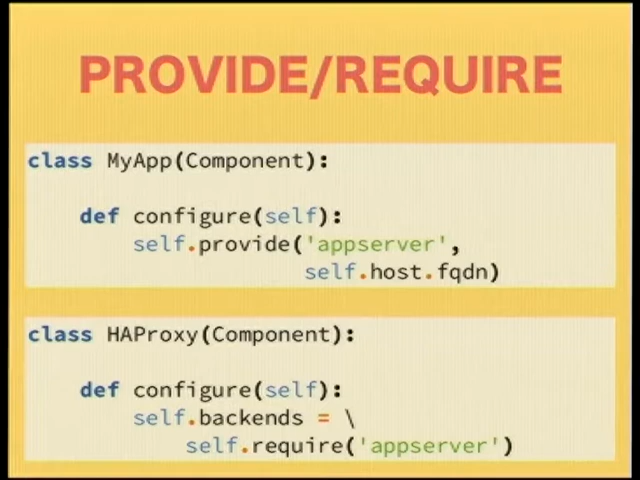 PROVIDE/REQUIRE
class MyApp(Component):
def configure(self):
self.provide('appserver',
self.host.fqdn)
class HAProxy(Component):
def configure(self):
self.backends = \
self.require('appserver')